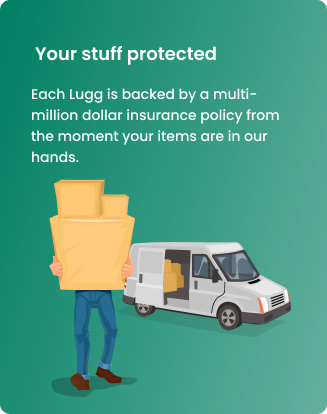 Your stuff protected
Each Lugg is backed by a multi-
million dollar insurance policy from
the moment your items are in our
hands.